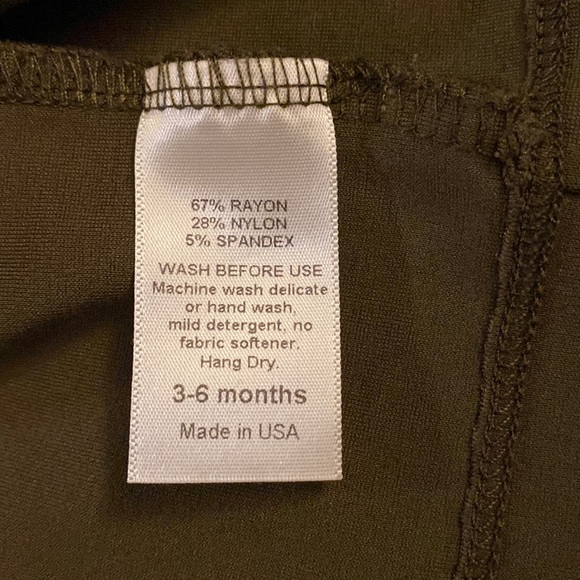 67% RAYON
28% NYLON
5% SPANDEX
WASH BEFORE USE
Machine wash delicate
or hand wash,
mild detergent, no
fabric softener.
Hang Dry.
3-6 months
Made in USA